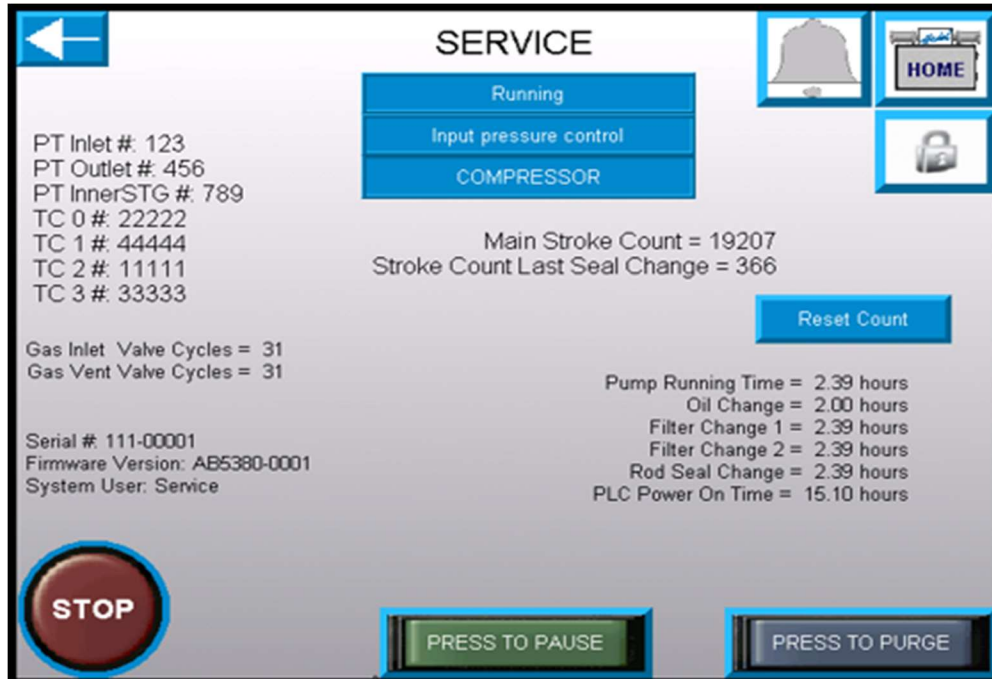 SERVICE
HOME
Running
Input pressure control
COMPRESSOR
PT Inlet #: 123
PT Outlet #: 456
PT InnerSTG #: 789
TC 0 #: 22222
TC 1 #: 44444
TC 2 #: 11111
TC 3 #: 33333
Main Stroke Count = 19207
Stroke Count Last Seal Change = 366
Reset Count
Gas Inlet Valve Cycles = 31
Gas Vent Valve Cycles = 31
Pump Running Time = 2.39 hours
Oil Change = 2.00 hours
Filter Change 1 = 2.39 hours
Filter Change 2 = 2.39 hours
Rod Seal Change = 2.39 hours
PLC Power On Time = 15.10 hours
Serial #: 111-00001
Firmware Version: AB5380-0001
System User: Service
STOP
PRESS TO PAUSE
PRESS TO PURGE